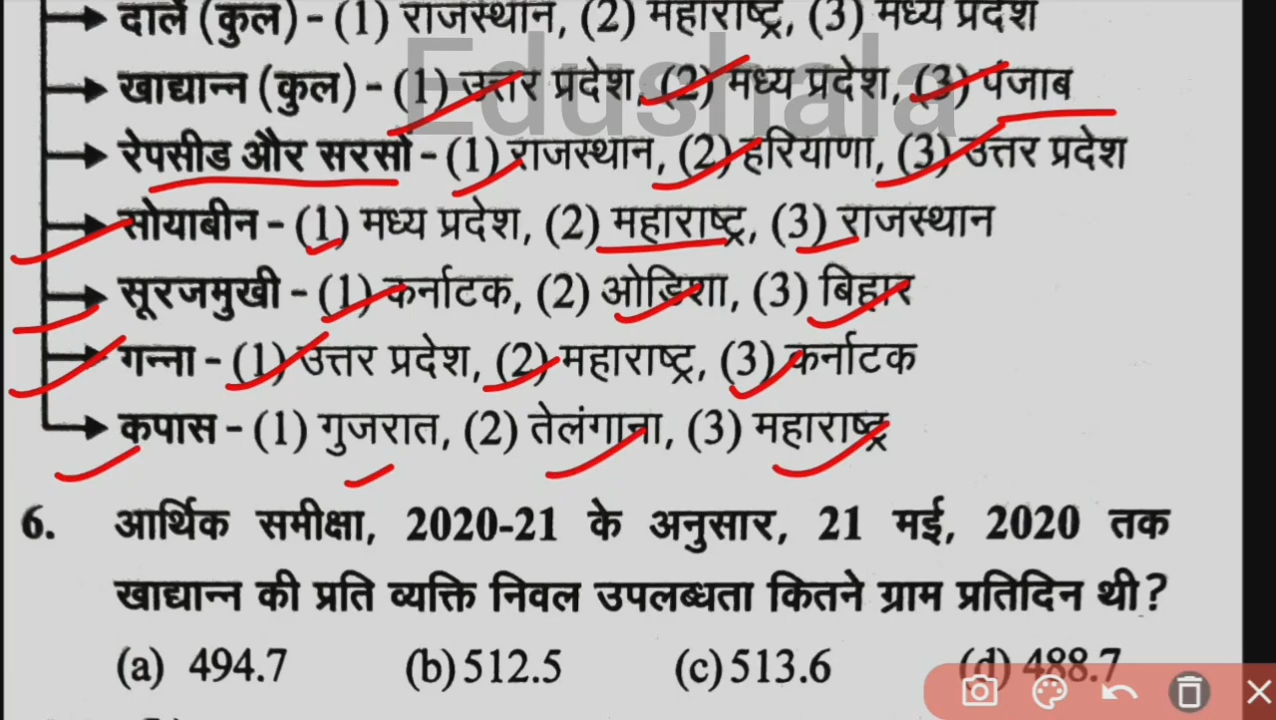 दालें (कुल) - (1) राजस्थान, (2) महाराष्ट्र, (3) मध्य प्रदेश
खाद्यान्न (कुल) - (1) उत्तर प्रदेश, (2) मध्य प्रदेश, (3) पंजाब
Edushala
रेपसीड और सरसों - (1) राजस्थान, (2) हरियाणा, (3) उत्तर प्रदेश
सोयाबीन - (1) मध्य प्रदेश, (2) महाराष्ट्र, (3) राजस्थान
सूरजमुखी - (1) कर्नाटक, (2) ओडिशा, (3) बिहार
गन्ना - (1) उत्तर प्रदेश, (2) महाराष्ट्र, (3) कर्नाटक
कपास - (1) गुजरात, (2) तेलंगाना, (3) महाराष्ट्र
6. आर्थिक समीक्षा, 2020-21 के अनुसार, 21 मई, 2020 तक
खाद्यान्न की प्रति व्यक्ति निवल उपलब्धता कितने ग्राम प्रतिदिन थी?
(a) 494.7 (b) 512.5 (c) 513.6 (d) 488.7